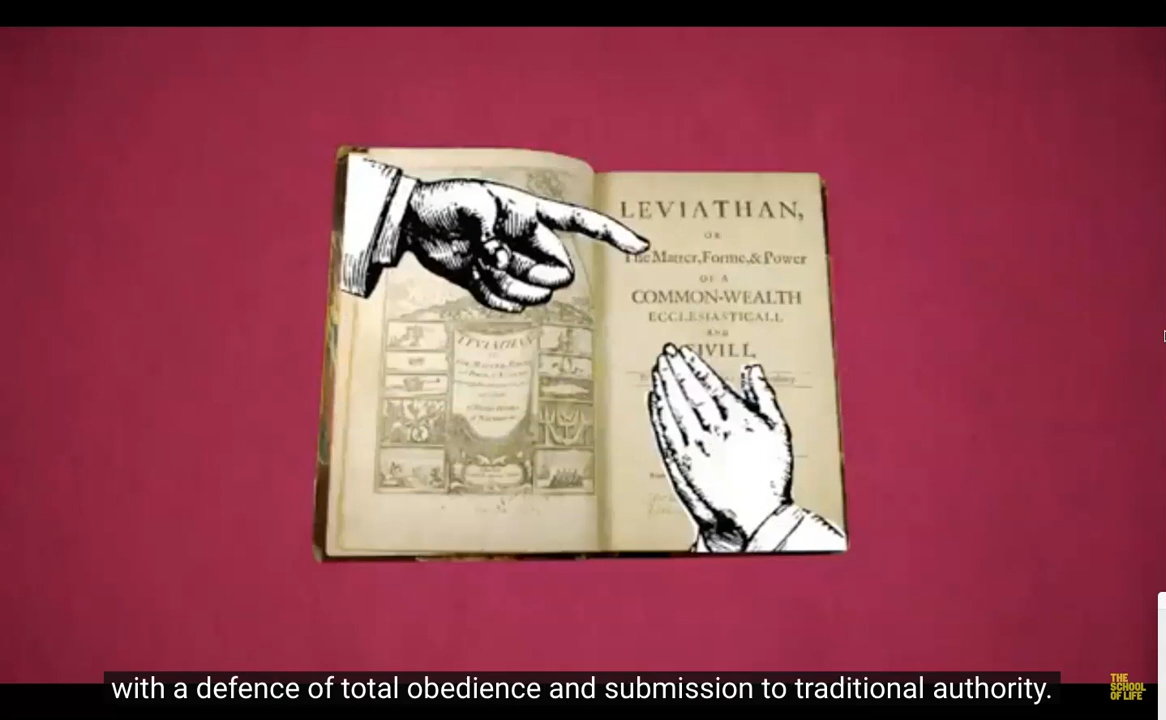 LEVIATHAN,
OR
The Matter, Forme, & Power
OF A
COMMON-WEALTH
ECCLESIASTICALL
AND
CIVILL.
LEVIATHAN
with a defence of total obedience and submission to traditional authority.
THE
SCHOOL
OF LIFE